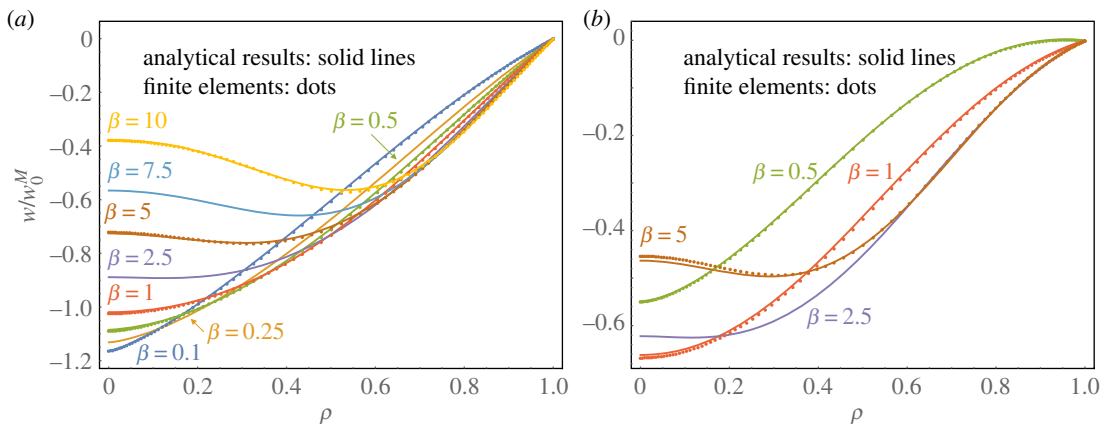 (a)
(b)
analytical results: solid lines
finite elements: dots
analytical results: solid lines
finite elements: dots
w/w₀ᴹ
0
−0.2
−0.4
−0.6
−0.8
−1.0
−1.2
β = 10
β = 7.5
β = 5
β = 2.5
β = 1
β = 0.1
β = 0.25
β = 0.5
0 0.2 0.4 0.6 0.8 1.0
ρ
0
−0.2
−0.4
−0.6
β = 0.5
β = 1
β = 5
β = 2.5
0 0.2 0.4 0.6 0.8 1.0
ρ